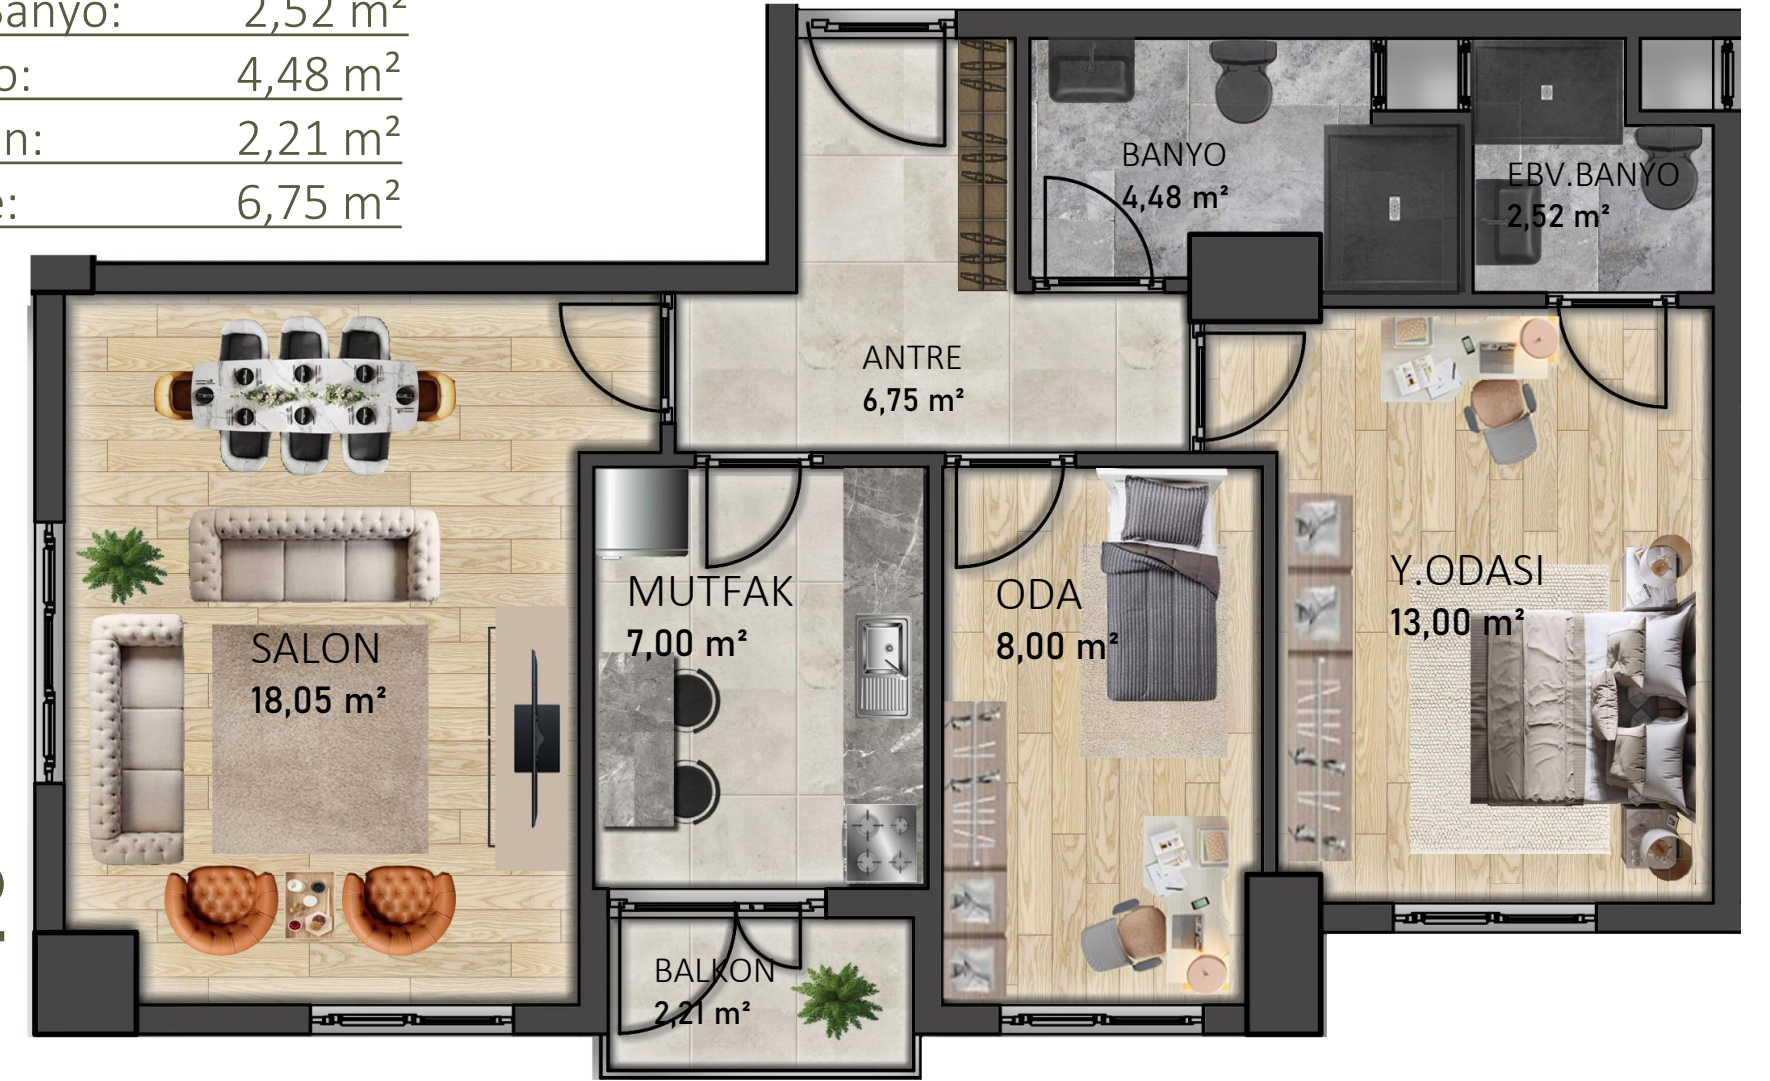 Banyo: 2,52 m²
o: 4,48 m²
n: 2,21 m²
e: 6,75 m²
BANYO
4,48 m²
EBV.BANYO
2,52 m²
ANTRE
6,75 m²
SALON
18,05 m²
MUTFAK
7,00 m²
ODA
8,00 m²
Y.ODASI
13,00 m²
BALKON
2,21 m²